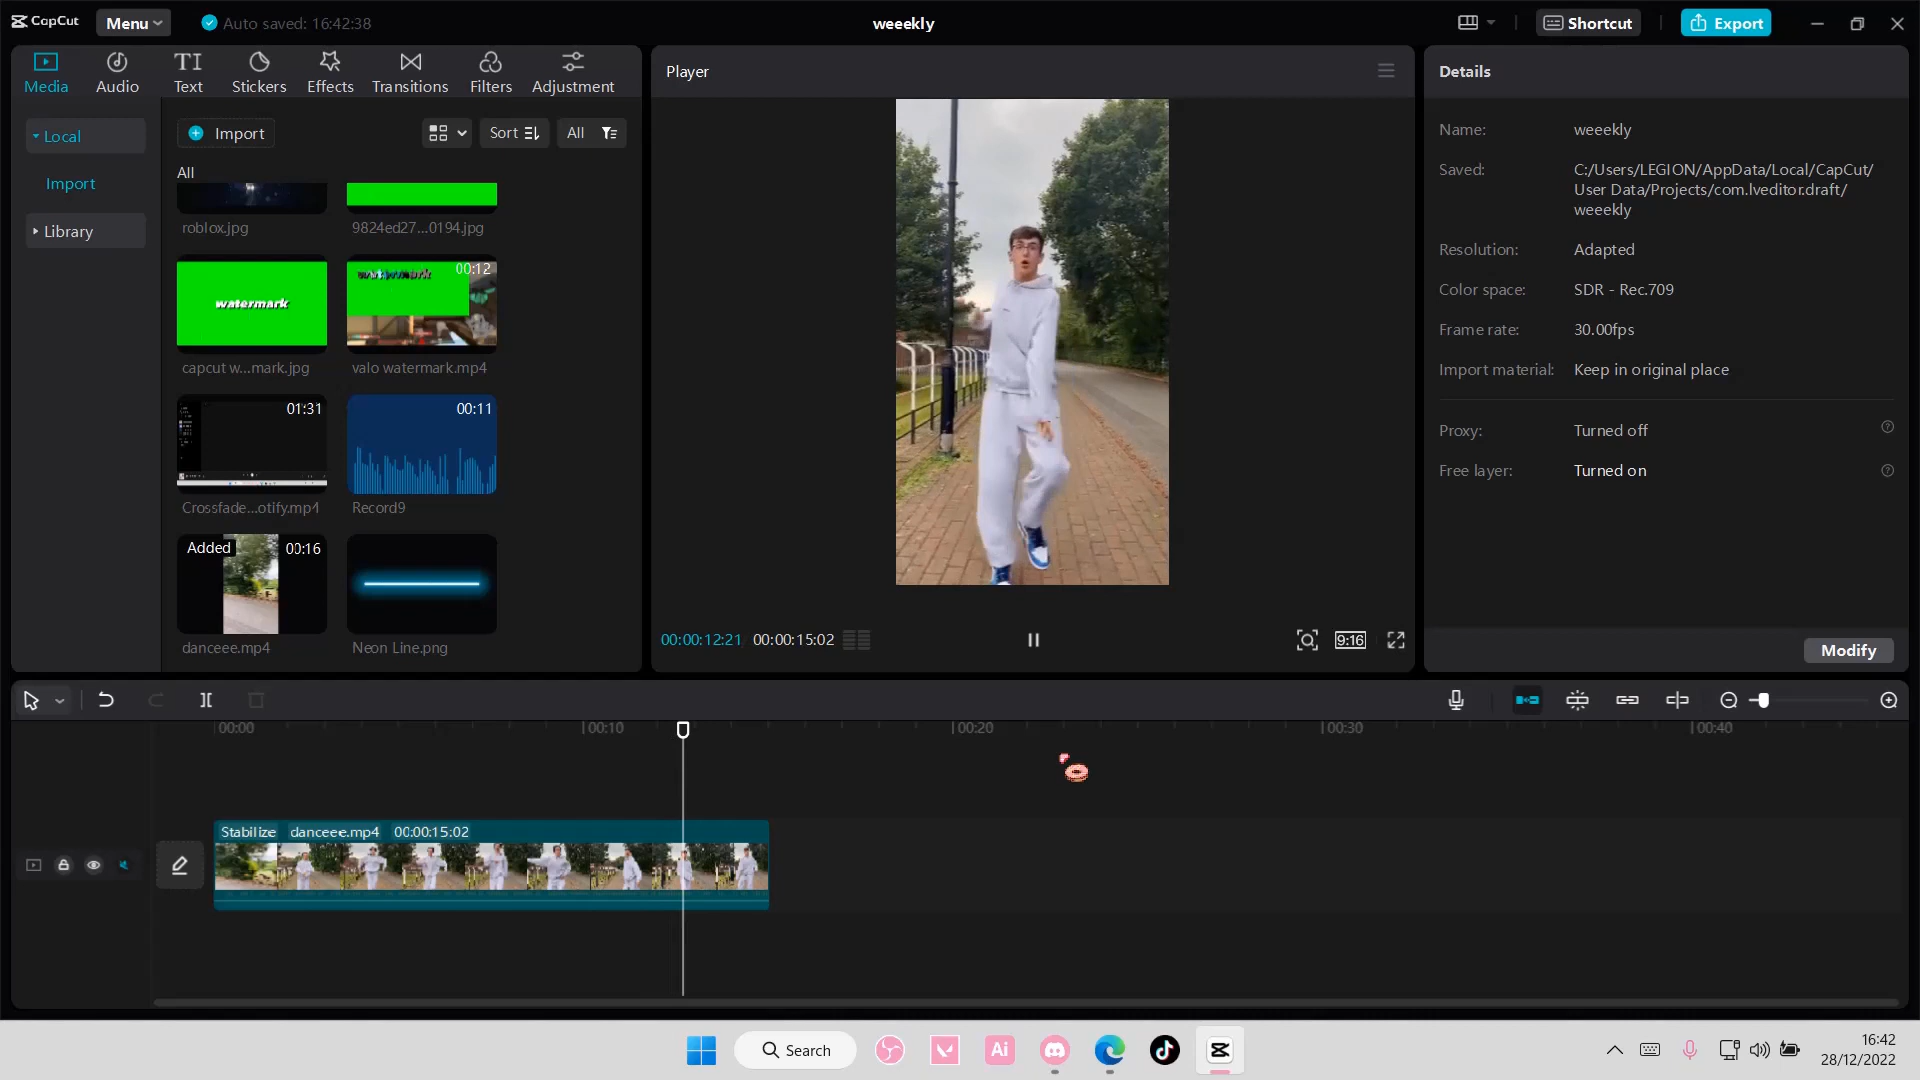 CapCut
Menu
Auto saved: 16:42:38
weeekly
Shortcut
Export
Media
Audio
TI
Text
Stickers
Effects
Transitions
Filters
Adjustment
Player
Details
Local
Import
Library
Import
Sort
All
All
roblox.jpg
9824ed27...0194.jpg
watermark
00:12
capcut w...mark.jpg
valo watermark.mp4
01:31
00:11
Crossfade...otify.mp4
Record9
Added
00:16
danceee.mp4
Neon Line.png
00:00:12:21
00:00:15:02
9:16
Name:
weeekly
Saved:
C:/Users/LEGION/AppData/Local/CapCut/
User Data/Projects/com.lveditor.draft/
weeekly
Resolution:
Adapted
Color space:
SDR - Rec.709
Frame rate:
30.00fps
Import material:
Keep in original place
Proxy:
Turned off
Free layer:
Turned on
Modify
00:00
00:10
00:20
00:30
00:40
Stabilize danceee.mp4 00:00:15:02
Search
Ai
16:42
28/12/2022